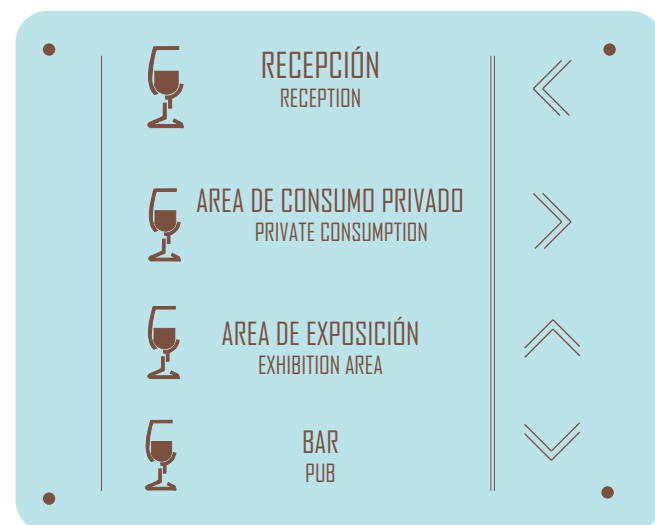 RECEPCIÓN
RECEPTION
AREA DE CONSUMO PRIVADO
PRIVATE CONSUMPTION
AREA DE EXPOSICIÓN
EXHIBITION AREA
BAR
PUB